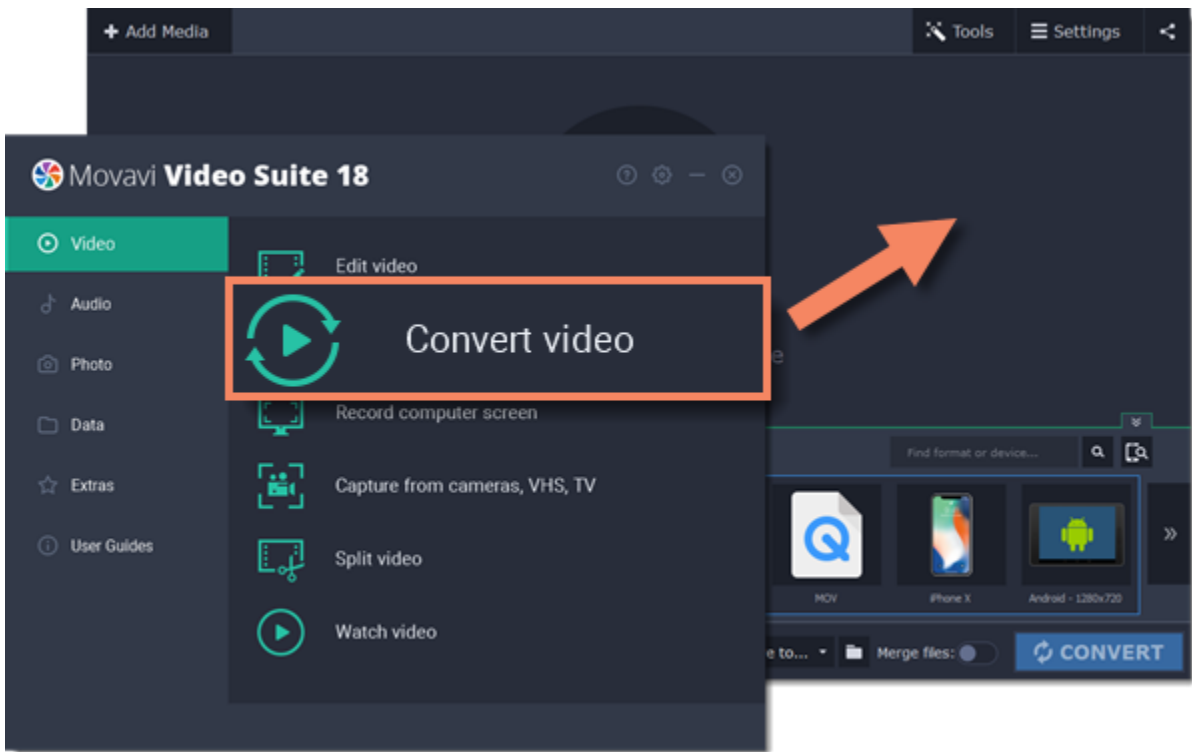 + Add Media
Tools
Settings
Movavi Video Suite 18
Video
Audio
Photo
Data
Extras
User Guides
Edit video
Convert video
Record computer screen
Capture from cameras, VHS, TV
Split video
Watch video
Find format or device...
MOV
iPhone X
Android - 1280x720
to...
Merge files:
CONVERT